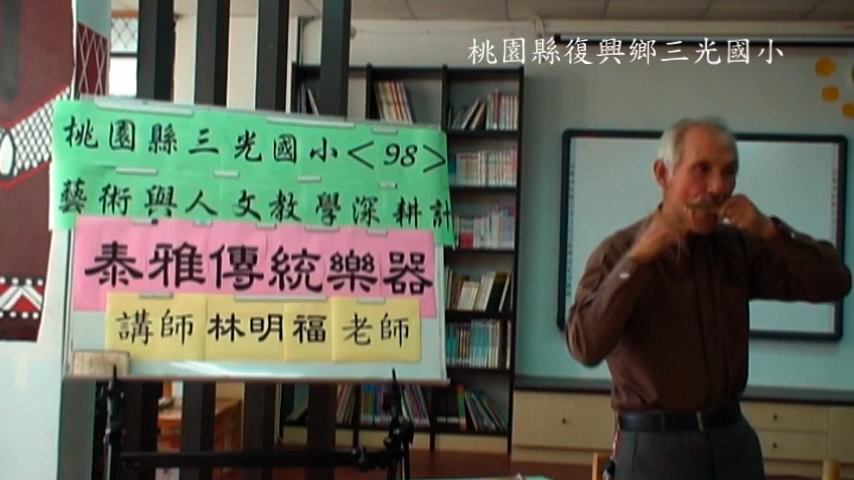 桃園縣復興鄉三光國小
桃園縣三光國小<98>
藝術與人文教學深耕計
泰雅傳統樂器
講師林明福老師